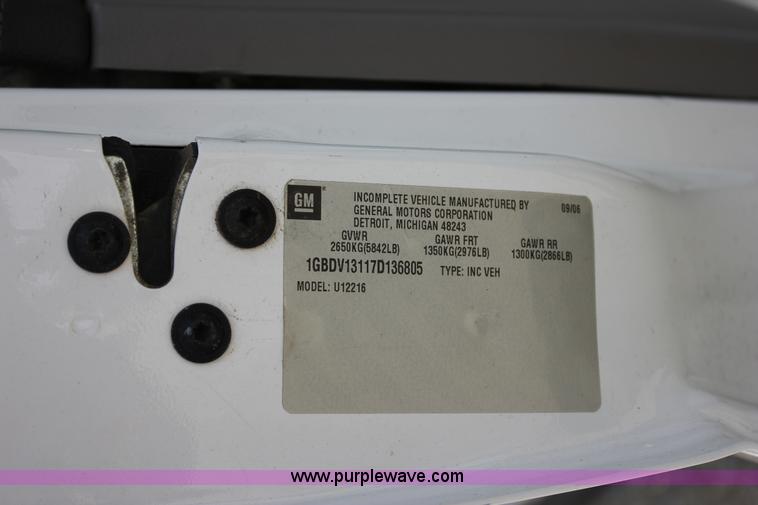 GM
INCOMPLETE VEHICLE MANUFACTURED BY 09/06
GENERAL MOTORS CORPORATION
DETROIT, MICHIGAN 48243
GVWR GAWR FRT GAWR RR
2650KG(5842LB) 1350KG(2976LB) 1300KG(2866LB)
1GBDV13117D136805 TYPE: INC VEH
MODEL: U12216
www.purplewave.com